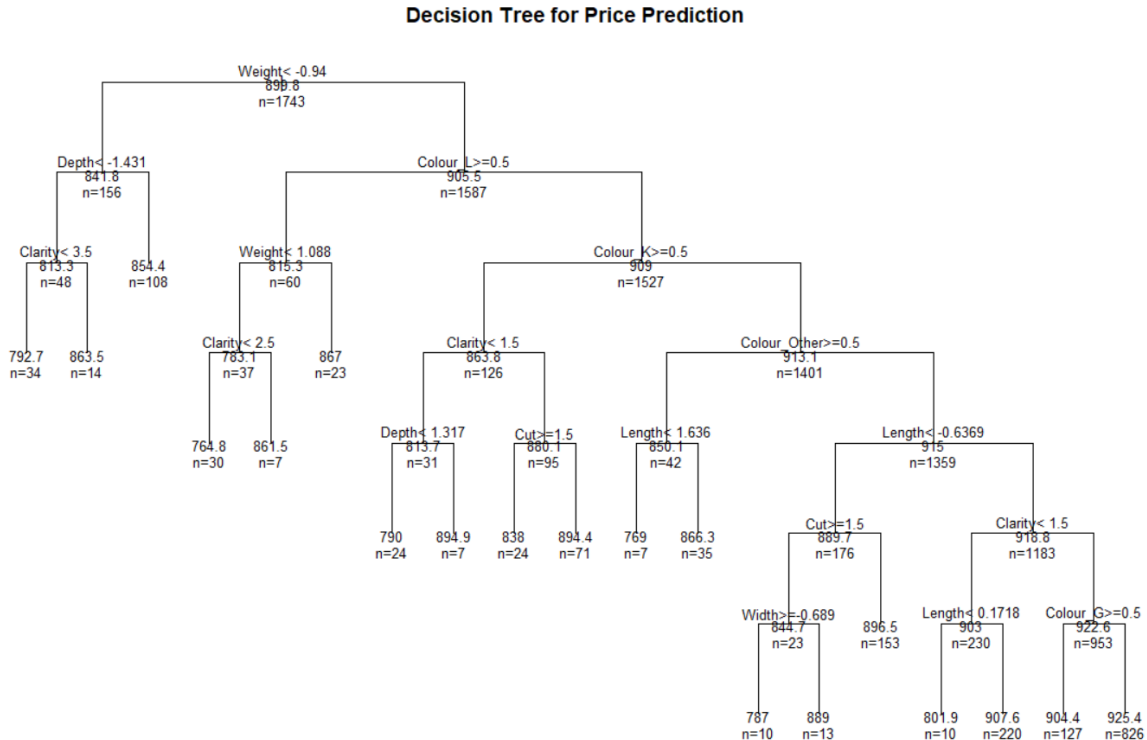 Decision Tree for Price Prediction
Weight< -0.94
899.8
n=1743
Depth< -1.431
841.8
n=156
Colour_L>=0.5
905.5
n=1587
Clarity< 3.5
813.3
n=48
854.4
n=108
Weight< 1.088
815.3
n=60
Colour_K>=0.5
909
n=1527
792.7
n=34
863.5
n=14
Clarity< 2.5
783.1
n=37
867
n=23
Clarity< 1.5
863.8
n=126
Colour_Other>=0.5
913.1
n=1401
764.8
n=30
861.5
n=7
Depth< 1.317
813.7
n=31
Cut>=1.5
880.1
n=95
Length< 1.636
850.1
n=42
Length< -0.6369
915
n=1359
790
n=24
894.9
n=7
838
n=24
894.4
n=71
769
n=7
866.3
n=35
Cut>=1.5
889.7
n=176
Clarity< 1.5
918.8
n=1183
Width>=-0.689
844.7
n=23
896.5
n=153
Length< 0.1718
903
n=230
Colour_G>=0.5
922.6
n=953
787
n=10
889
n=13
801.9
n=10
907.6
n=220
904.4
n=127
925.4
n=826